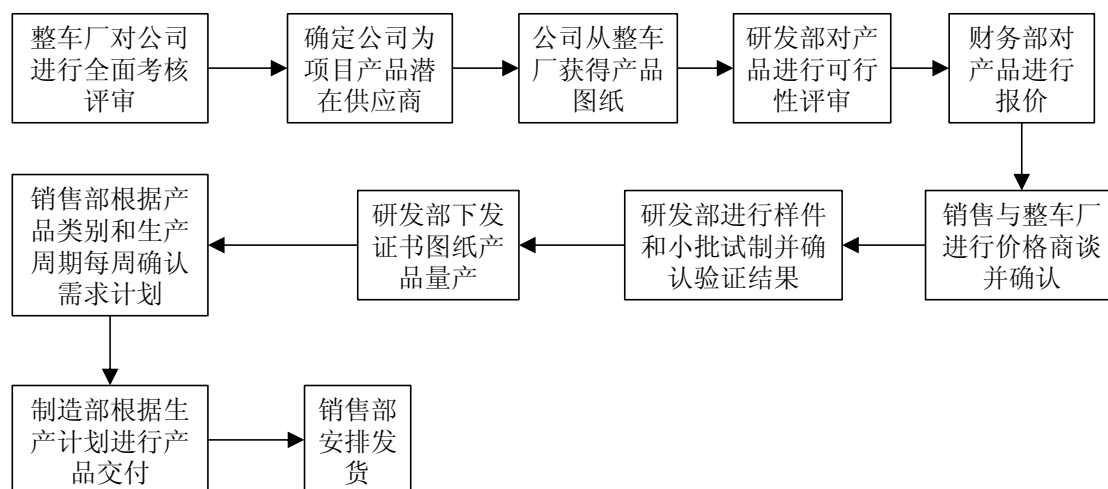 整车厂对公司
进行全面考核
评审
确定公司为
项目产品潜
在供应商
公司从整车
厂获得产品
图纸
研发部对产
品进行可行
性评审
财务部对
产品进行
报价
销售与整车厂
进行价格商谈
并确认
研发部进行样件
和小批试制并确
认验证结果
研发部下发
证书图纸产
品量产
销售部根据产
品类别和生产
周期每周确认
需求计划
制造部根据生
产计划进行产
品交付
销售部
安排发
货